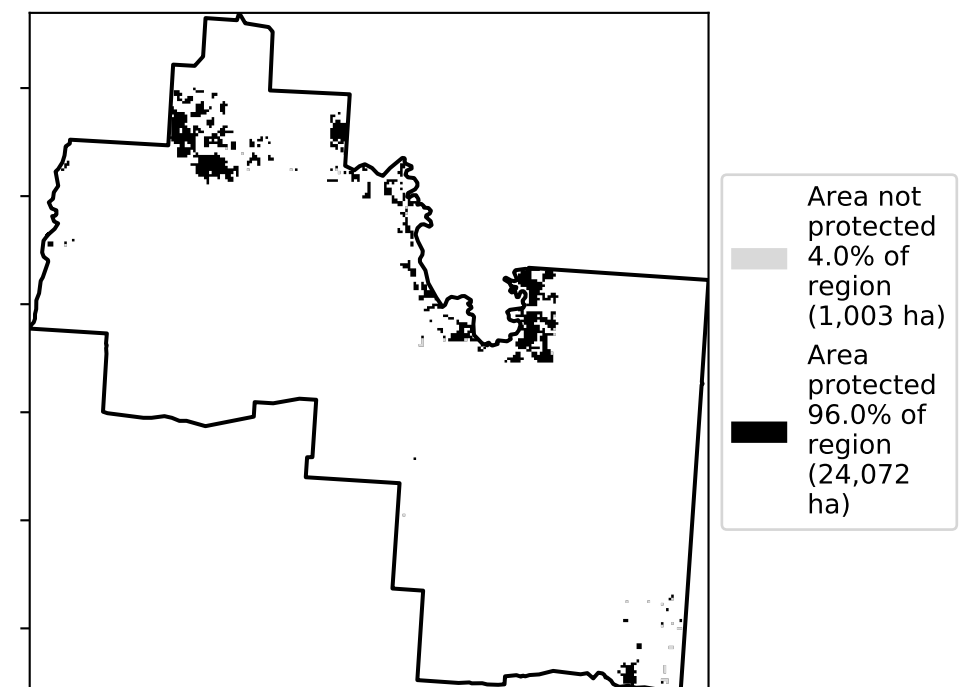 Area not
protected
4.0% of
region
(1,003 ha)
Area
protected
96.0% of
region
(24,072
ha)